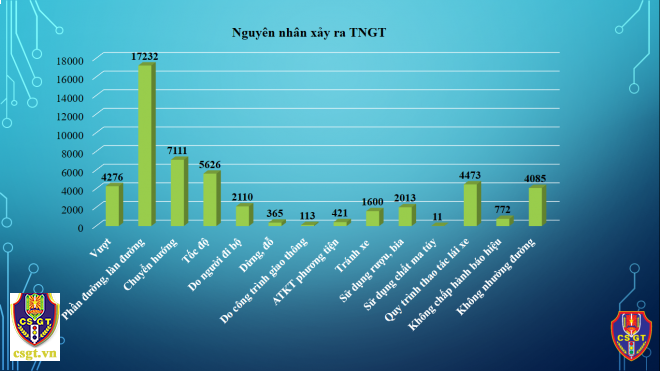 Nguyên nhân xảy ra TNGT
18000
16000
14000
12000
10000
8000
6000
4000
2000
0
4276
17232
7111
5626
2110
365
113
421
1600
2013
11
4473
772
4085
Vượt
Phần đường, làn đường
Chuyển hướng
Tốc độ
Do người đi bộ
Dừng, đỗ
Do công trình giao thông
ATKT phương tiện
Tránh xe
Sử dụng rượu, bia
Sử dụng chất ma túy
Quy trình thao tác lái xe
Không chấp hành báo hiệu
Không nhường đường
CSGT
csgt.vn
CSGT